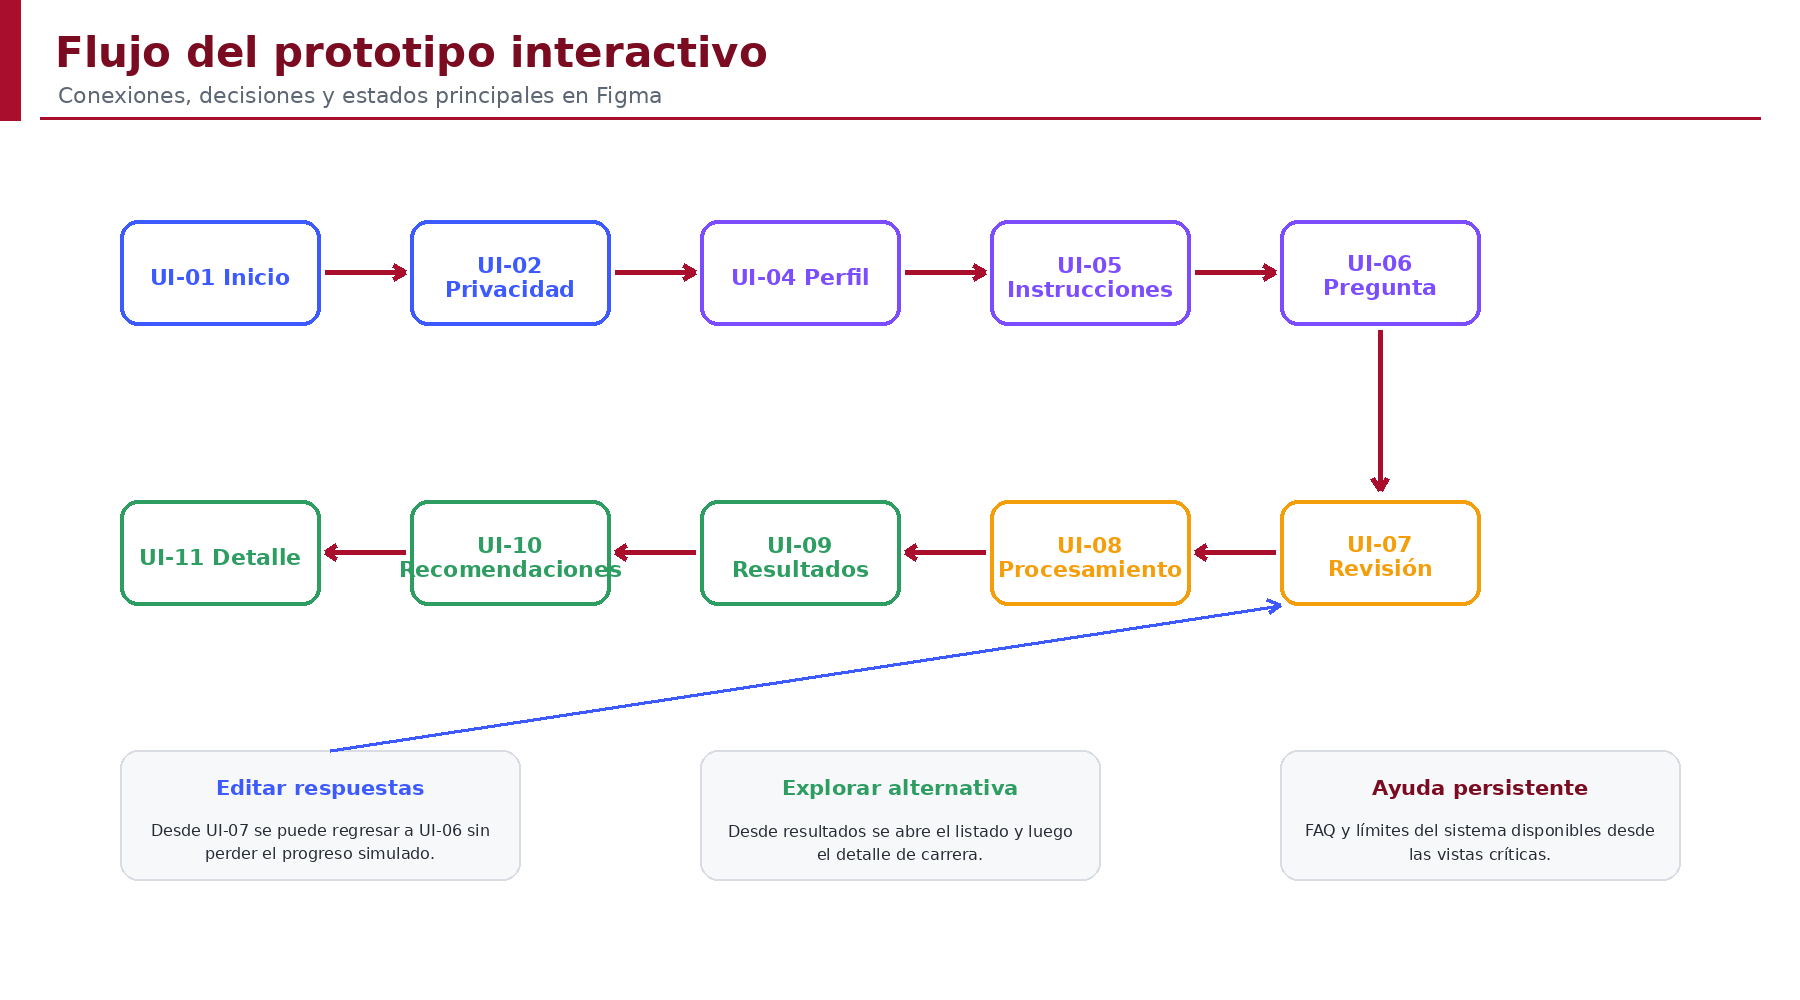 Flujo del prototipo interactivo
Conexiones, decisiones y estados principales en Figma
UI-01 Inicio
UI-02
Privacidad
UI-04 Perfil
UI-05
Instrucciones
UI-06
Pregunta
UI-11 Detalle
UI-10
Recomendaciones
UI-09
Resultados
UI-08
Procesamiento
UI-07
Revisión
Editar respuestas
Desde UI-07 se puede regresar a UI-06 sin
perder el progreso simulado.
Explorar alternativa
Desde resultados se abre el listado y luego
el detalle de carrera.
Ayuda persistente
FAQ y límites del sistema disponibles desde
las vistas críticas.